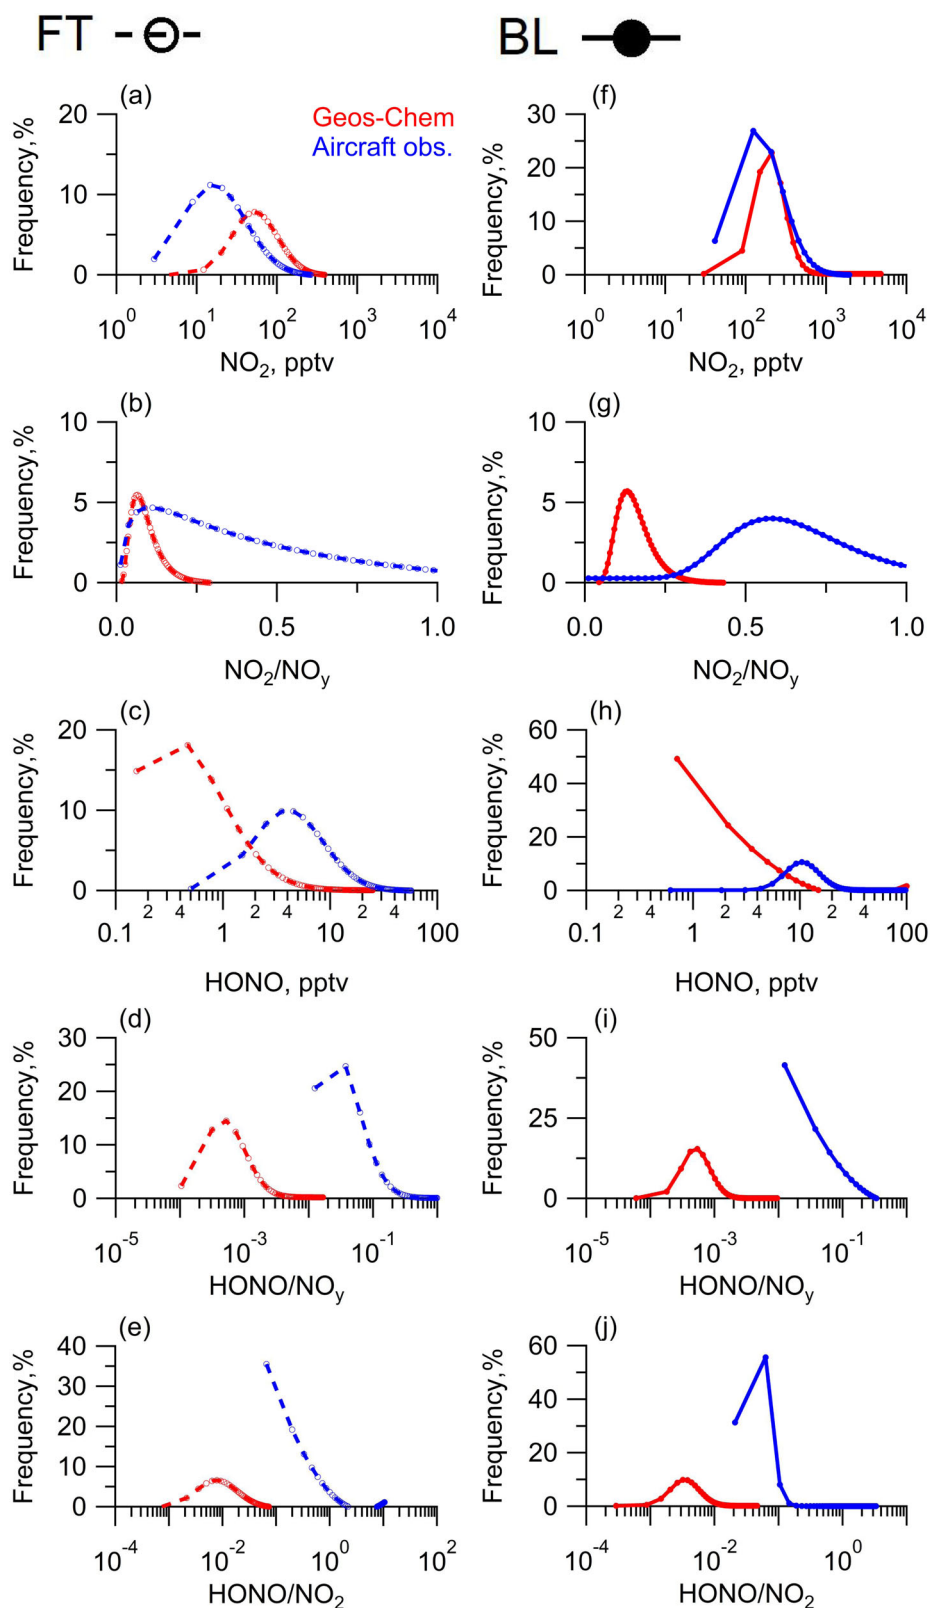 FT
BL
(a)
Frequency,%
20
10
0
Geos-Chem
Aircraft obs.
10^0 10^1 10^2 10^3 10^4
NO2, pptv
(f)
Frequency,%
30
20
10
0
10^0 10^1 10^2 10^3 10^4
NO2, pptv
(b)
Frequency,%
10
5
0
0.0 0.5 1.0
NO2/NOy
(g)
Frequency,%
10
5
0
0.0 0.5 1.0
NO2/NOy
(c)
Frequency,%
20
10
0
2 4 2 4 2 4
0.1 1 10 100
HONO, pptv
(h)
Frequency,%
60
40
20
0
2 4 2 4 2 4
0.1 1 10 100
HONO, pptv
(d)
Frequency,%
30
20
10
0
10^-5 10^-3 10^-1
HONO/NOy
(i)
Frequency,%
50
25
0
10^-5 10^-3 10^-1
HONO/NOy
(e)
Frequency,%
40
30
20
10
0
10^-4 10^-2 10^0 10^2
HONO/NO2
(j)
Frequency,%
60
40
20
0
10^-4 10^-2 10^0
HONO/NO2